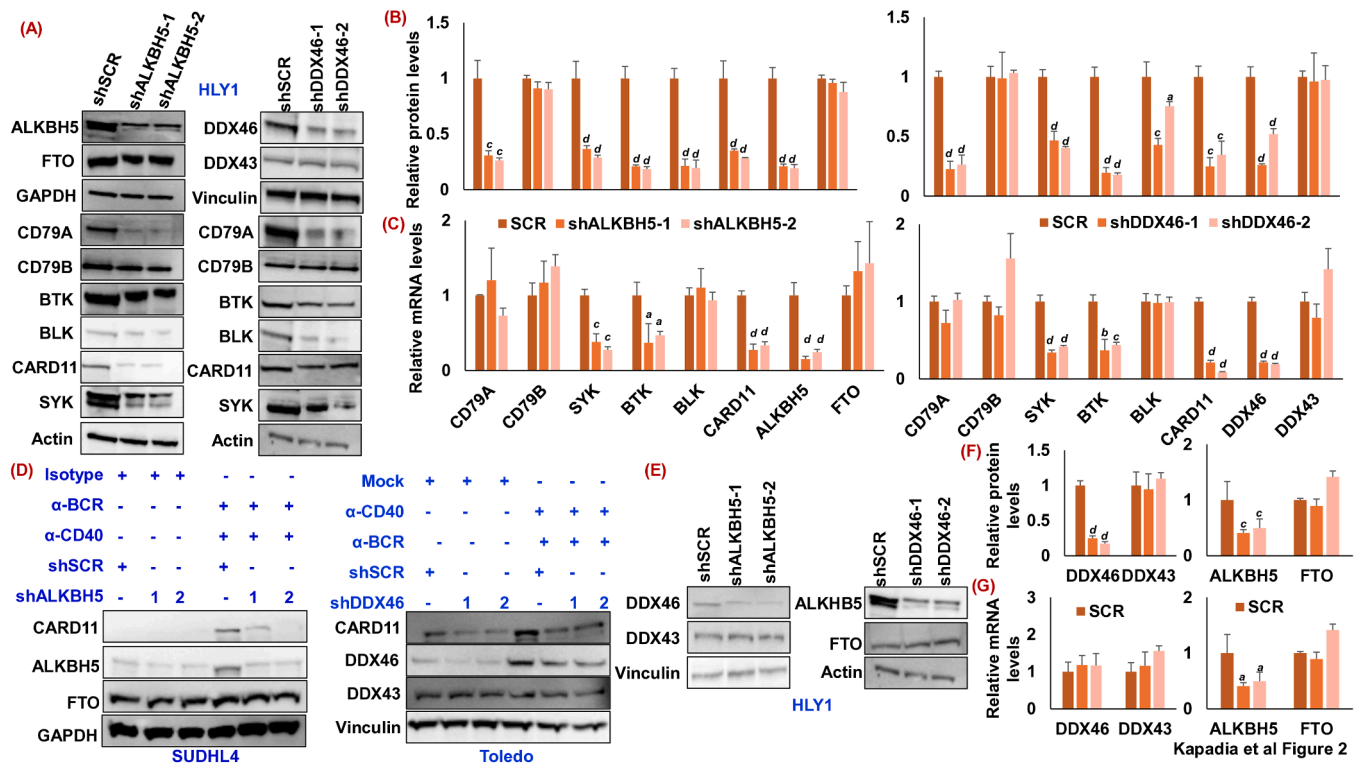 (A)
shSCR
shALKBH5-1
shALKBH5-2
HLY1
shSCR
shDDX46-1
shDDX46-2
ALKBH5
FTO
GAPDH
CD79A
CD79B
BTK
BLK
CARD11
SYK
Actin
DDX46
DDX43
Vinculin
CD79A
CD79B
BTK
BLK
CARD11
SYK
Actin
(B)
Relative protein levels
1.5
1
0.5
0
c c d d d d d d d d d d
1.5
1
0.5
0
d d d d d d c a c d d d
(C)
Relative mRNA levels
2
1
0
SCR shALKBH5-1 shALKBH5-2
c c a a d d d d
CD79A
CD79B
SYK
BTK
BLK
CARD11
ALKBH5
FTO
2
1
0
SCR shDDX46-1 shDDX46-2
d d b c d d d d
CD79A
CD79B
SYK
BTK
BLK
CARD11
DDX46
DDX43
(D)
Isotype + + + - - -
α-BCR - - - + + +
α-CD40 - - - + + +
shSCR + - - + - -
shALKBH5 - 1 2 - 1 2
CARD11
ALKBH5
FTO
GAPDH
SUDHL4
Mock + + + - - -
α-CD40 - - - + + +
α-BCR - - - + + +
shSCR + - - + - -
shDDX46 - 1 2 - 1 2
CARD11
DDX46
DDX43
Vinculin
Toledo
(E)
shSCR
shALKBH5-1
shALKBH5-2
DDX46
DDX43
Vinculin
shSCR
shDDX46-1
shDDX46-2
ALKHB5
FTO
Actin
HLY1
(F)
Relative protein
levels
1.5
1
0.5
0
d d
DDX46 DDX43
2
1
0
c c
ALKBH5 FTO
(G)
Relative mRNA
levels
3
2
1
0
SCR
DDX46 DDX43
2
1
0
SCR
a a
ALKBH5 FTO
Kapadia et al Figure 2